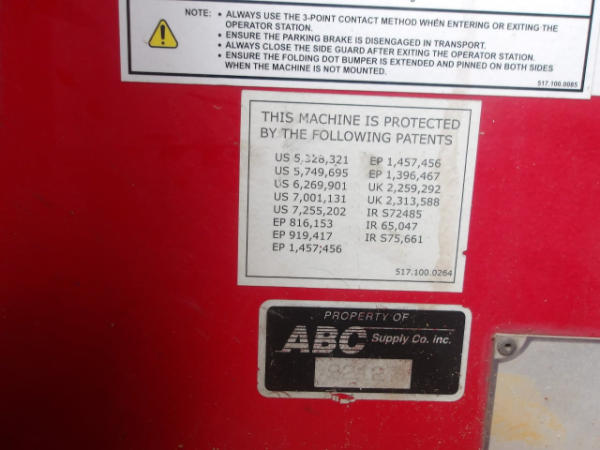 NOTE: • ALWAYS USE THE 3-POINT CONTACT METHOD WHEN ENTERING OR EXITING THE
OPERATOR STATION.
• ENSURE THE PARKING BRAKE IS DISENGAGED IN TRANSPORT.
• ALWAYS CLOSE THE SIDE GUARD AFTER EXITING THE OPERATOR STATION.
• ENSURE THE FOLDING DOT BUMPER IS EXTENDED AND PINNED ON BOTH SIDES
WHEN THE MACHINE IS NOT MOUNTED.
517.100.0085
THIS MACHINE IS PROTECTED
BY THE FOLLOWING PATENTS
US 5,328,321
US 5,749,695
US 6,269,901
US 7,001,131
US 7,255,202
EP 816,153
EP 919,417
EP 1,457;456
EP 1,457,456
EP 1,396,467
UK 2,259,292
UK 2,313,588
IR S72485
IR 65,047
IR S75,661
517.100.0264
PROPERTY OF
ABC Supply Co. inc.